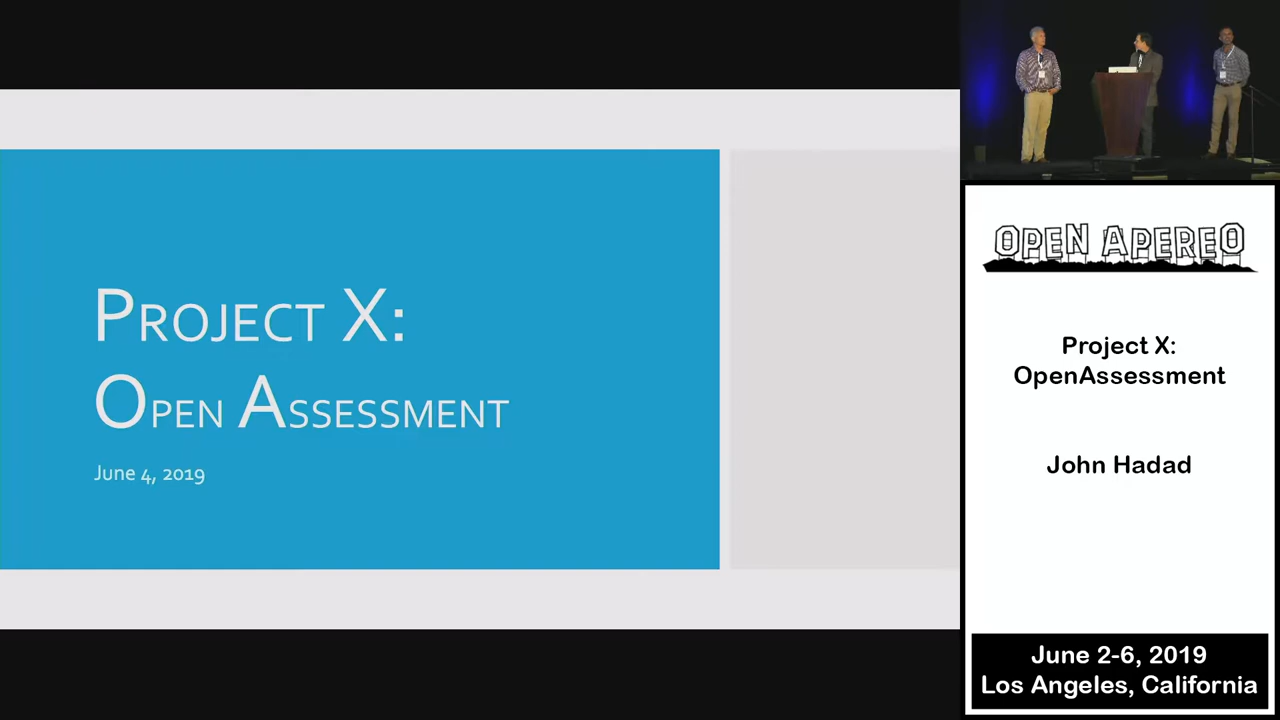 Project X:
Open Assessment
June 4, 2019
OPEN APEREO
Project X:
OpenAssessment
John Hadad
June 2-6, 2019
Los Angeles, California